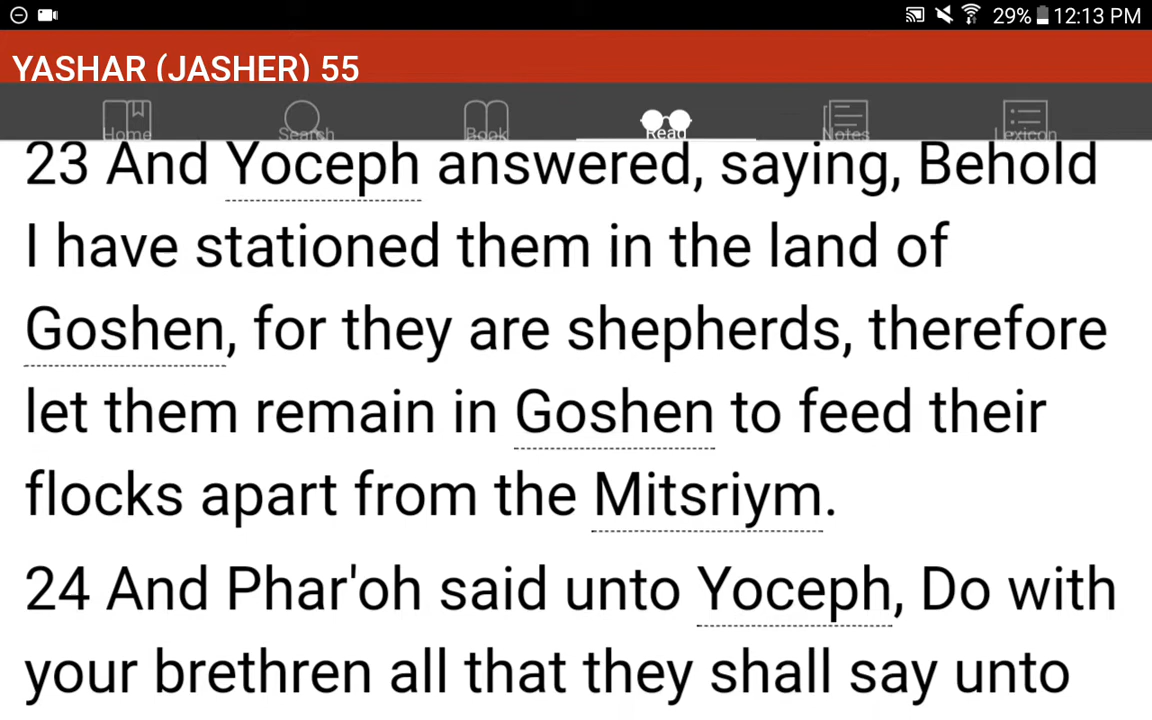 29% 12:13 PM
YASHAR (JASHER) 55
Home Search Book Read Notes Lexicon
23 And Yoceph answered, saying, Behold
I have stationed them in the land of
Goshen, for they are shepherds, therefore
let them remain in Goshen to feed their
flocks apart from the Mitsriym.
24 And Phar'oh said unto Yoceph, Do with
your brethren all that they shall say unto